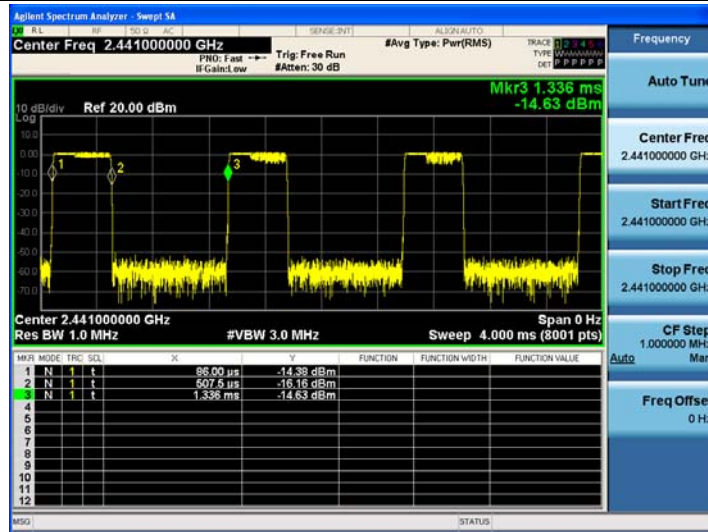 Agilent Spectrum Analyzer - Swept SA
RL RF 50 Ω AC SENSE:INT ALIGN AUTO
Center Freq 2.441000000 GHz
PNO: Fast
IFGain:Low
Trig: Free Run
#Atten: 30 dB
#Avg Type: Pwr(RMS)
TRACE 1 2 3 4 5 6
TYPE
DET P P P P P P
Mkr3 1.336 ms
-14.63 dBm
10 dB/div Ref 20.00 dBm
Log
10.0
0.00
-10.0
-20.0
-30.0
-40.0
-50.0
-60.0
-70.0
1
2
3
Center 2.441000000 GHz Span 0 Hz
Res BW 1.0 MHz #VBW 3.0 MHz Sweep 4.000 ms (8001 pts)
MKR MODE TRC SCL X Y FUNCTION FUNCTION WIDTH FUNCTION VALUE
1 N 1 t 96.00 µs -14.38 dBm
2 N 1 t 507.5 µs -16.16 dBm
3 N 1 t 1.336 ms -14.63 dBm
4
5
6
7
8
9
10
11
12
MSG STATUS
Frequency
Auto Tune
Center Freq
2.441000000 GHz
Start Freq
2.441000000 GHz
Stop Freq
2.441000000 GHz
CF Step
1.000000 MHz
Auto Man
Freq Offset
0 Hz